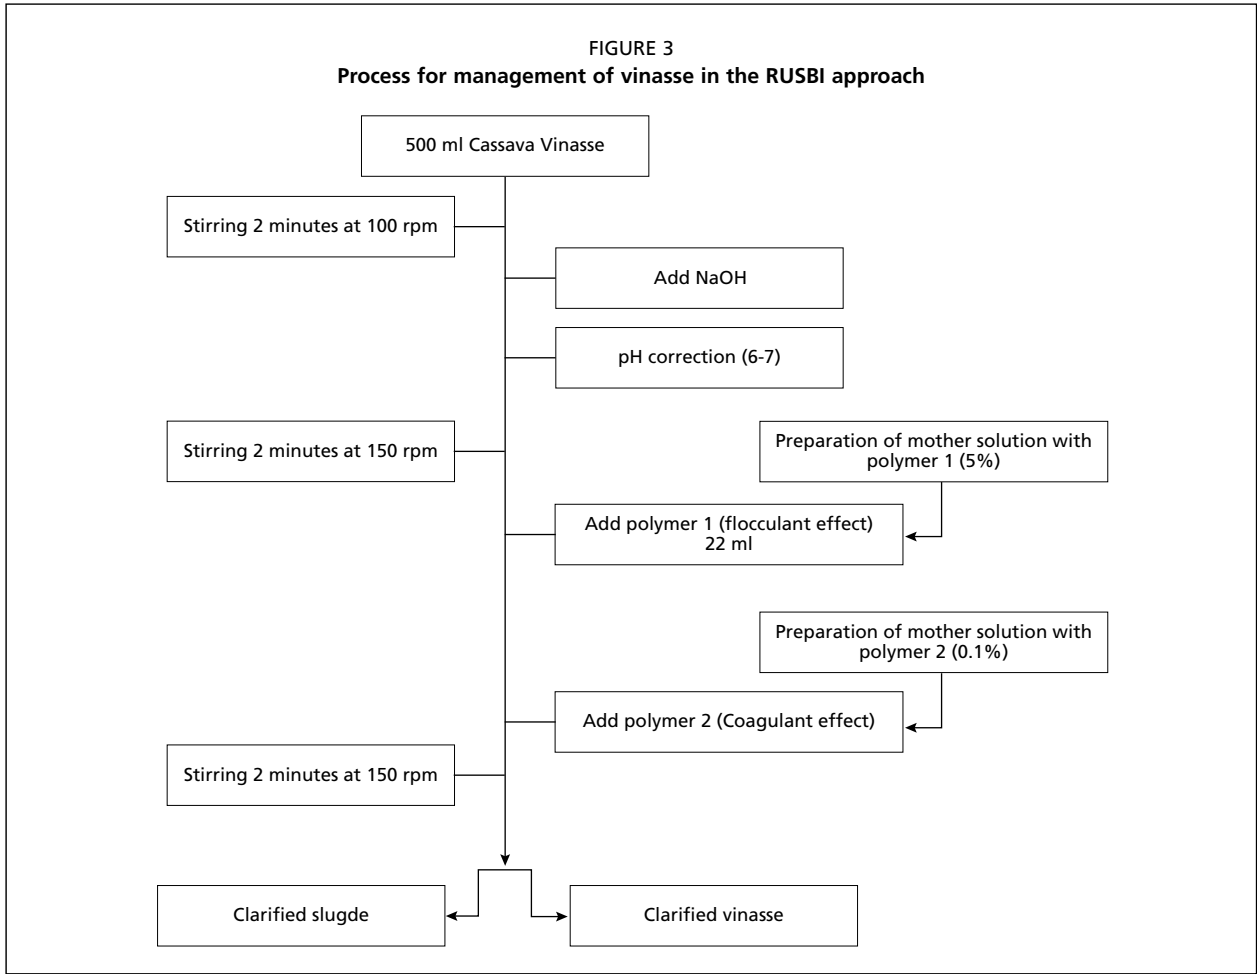 FIGURE 3
Process for management of vinasse in the RUSBI approach
500 ml Cassava Vinasse
Stirring 2 minutes at 100 rpm
Add NaOH
pH correction (6-7)
Stirring 2 minutes at 150 rpm
Preparation of mother solution with
polymer 1 (5%)
Add polymer 1 (flocculant effect)
22 ml
Preparation of mother solution with
polymer 2 (0.1%)
Add polymer 2 (Coagulant effect)
Stirring 2 minutes at 150 rpm
Clarified slugde
Clarified vinasse